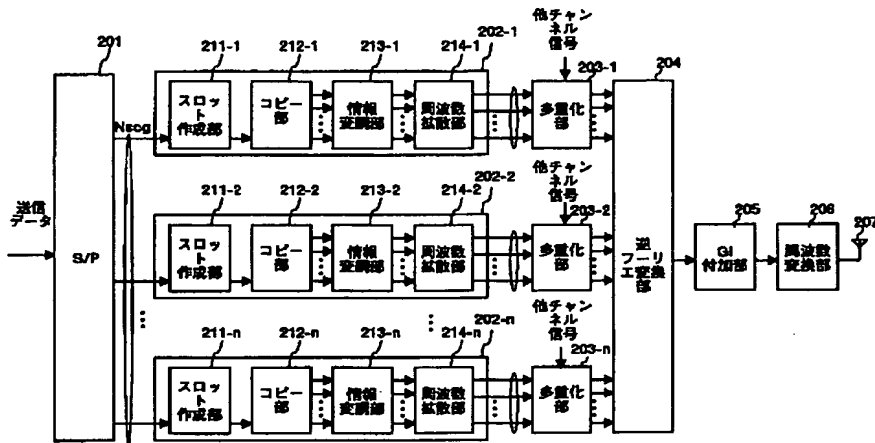 他チャン
ネル
信号
201
211-1
212-1
213-1
214-1
202-1
203-1
204
Nscg
スロッ
ト
作成部
コピー
部
情報
変調部
周波数
拡散部
多重化
部
送信
データ
S/P
211-2
212-2
213-2
214-2
202-2
他チャン
ネル
信号
203-2
スロッ
ト
作成部
コピー
部
情報
変調部
周波数
拡散部
多重化
部
逆
フーリ
エ変換
部
205
GI
付加部
206
周波数
変換部
207
211-n
212-n
213-n
214-n
202-n
他チャン
ネル
信号
203-n
スロッ
ト
作成部
コピー
部
情報
変調部
周波数
拡散部
多重化
部